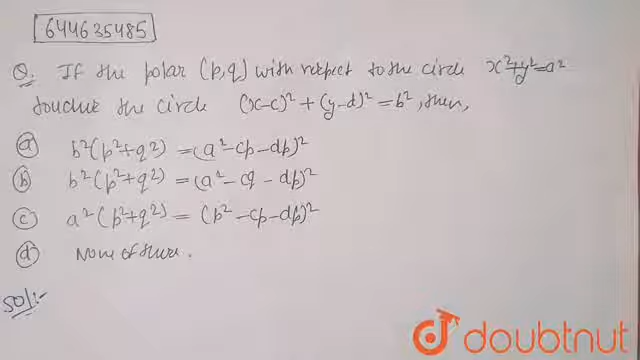 644635485
Q. If the polar (p,q) with respect to the circle x²+y²=a²
touches the circle (x-c)²+(y-d)²=b², then,
(a) b²(p²+q²) = (a²-cp-dp)²
(b) b²(p²+q²) = (a²-cq-dp)²
(c) a²(p²+q²) = (b²-cp-dp)²
(d) None of these.
Sol:-
doubtnut